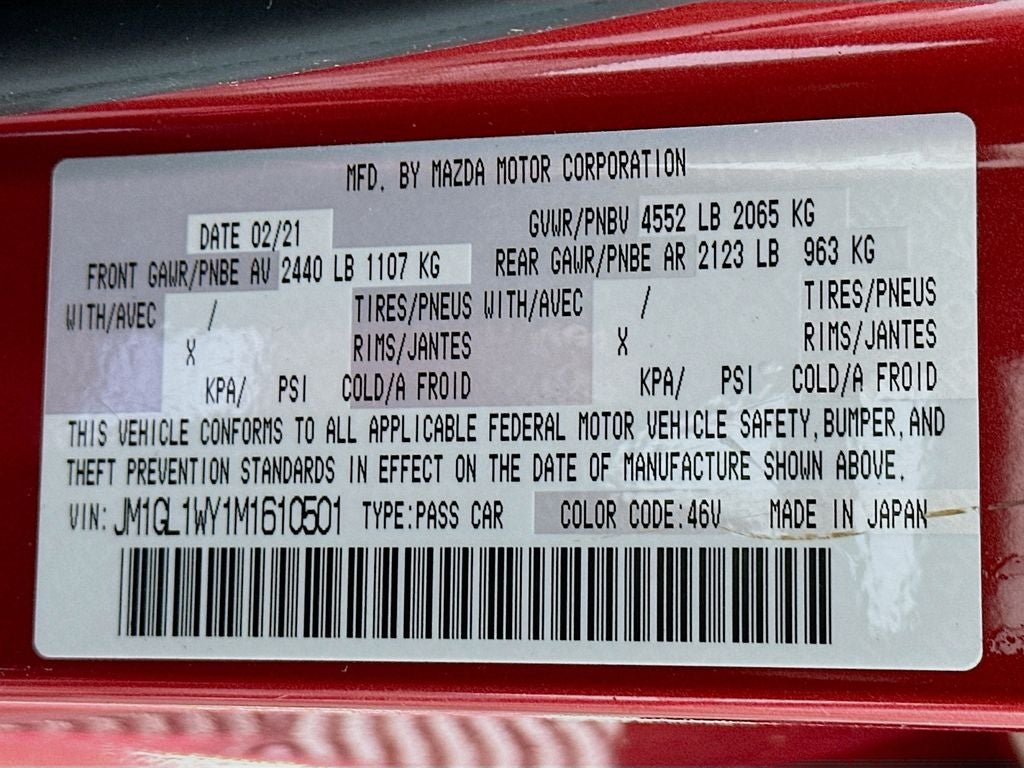 MFD. BY MAZDA MOTOR CORPORATION
DATE 02/21 GVWR/PNBV 4552 LB 2065 KG
FRONT GAWR/PNBE AV 2440 LB 1107 KG REAR GAWR/PNBE AR 2123 LB 963 KG
WITH/AVEC / TIRES/PNEUS WITH/AVEC / TIRES/PNEUS
X RIMS/JANTES X RIMS/JANTES
KPA/ PSI COLD/A FROID KPA/ PSI COLD/A FROID
THIS VEHICLE CONFORMS TO ALL APPLICABLE FEDERAL MOTOR VEHICLE SAFETY, BUMPER, AND
THEFT PREVENTION STANDARDS IN EFFECT ON THE DATE OF MANUFACTURE SHOWN ABOVE.
VIN: JM1GL1WY1M1610501 TYPE:PASS CAR COLOR CODE:46V MADE IN JAPAN